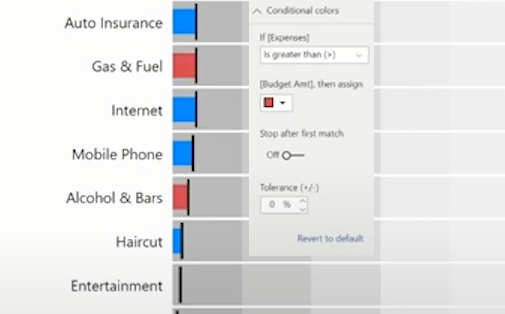 Auto Insurance
Gas & Fuel
Internet
Mobile Phone
Alcohol & Bars
Haircut
Entertainment
Conditional colors
If [Expenses]
Is greater than (>)
[Budget Amt], then assign
Stop after first match
Off
Tolerance (+/-)
0 %
Revert to default